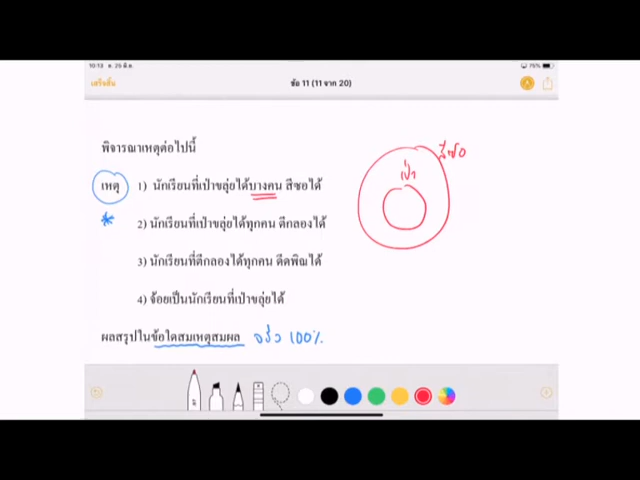 10:13 พ. 25 มี.ค.
76%
เสร็จสิ้น
ข้อ 11 (11 จาก 20)
พิจารณาเหตุต่อไปนี้
เหตุ 1) นักเรียนที่เป่าขลุ่ยได้บางคน สีซอได้
2) นักเรียนที่เป่าขลุ่ยได้ทุกคน ตีกลองได้
3) นักเรียนที่ตีกลองได้ทุกคน ดีดพิณได้
4) จ้อยเป็นนักเรียนที่เป่าขลุ่ยได้
ผลสรุปในข้อใดสมเหตุสมผล จริง 100%
สีซอ
เป่า